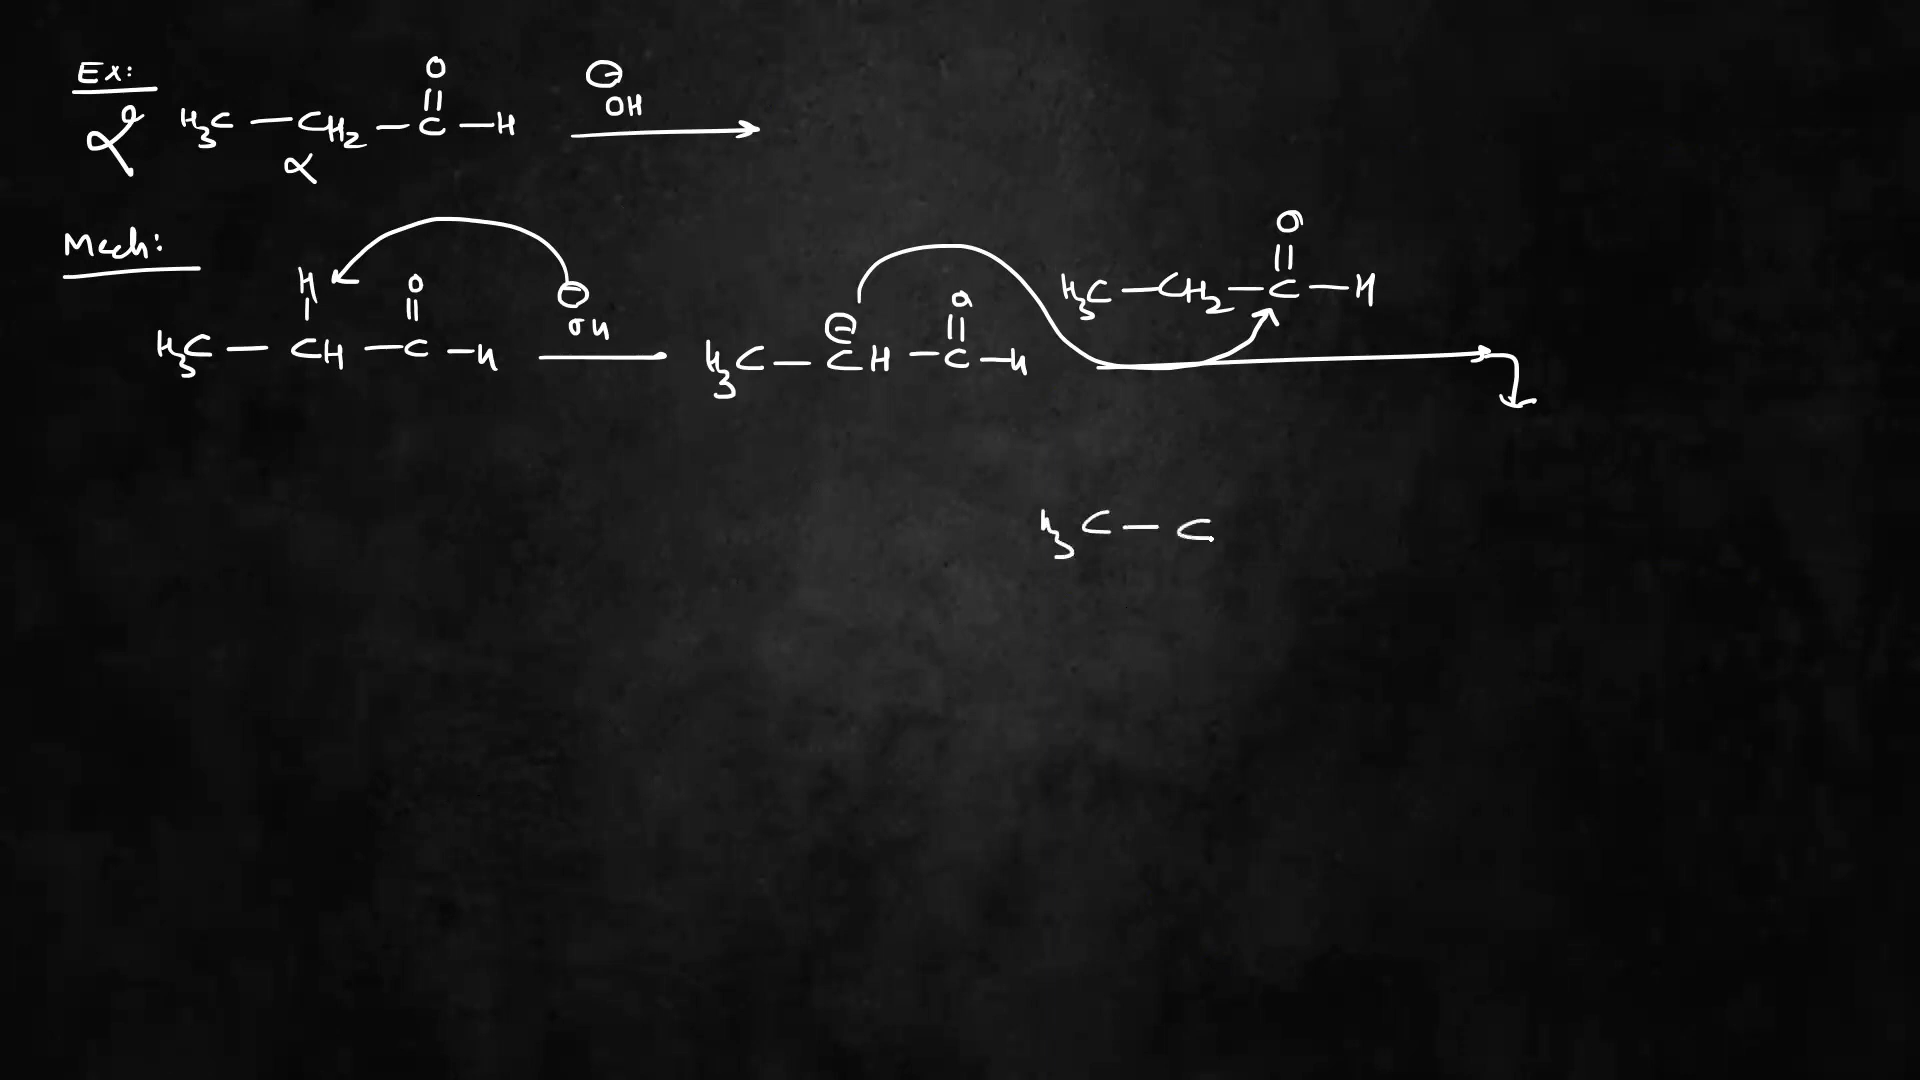 Ex:
O
⊖
OH
H3C — CH2 — C — H
α
α
Mech:
H
O
⊖
OH
H3C — CH — C — H
⊖
O
H3C — CH — C — H
O
H3C — CH2 — C — H
H3C — C